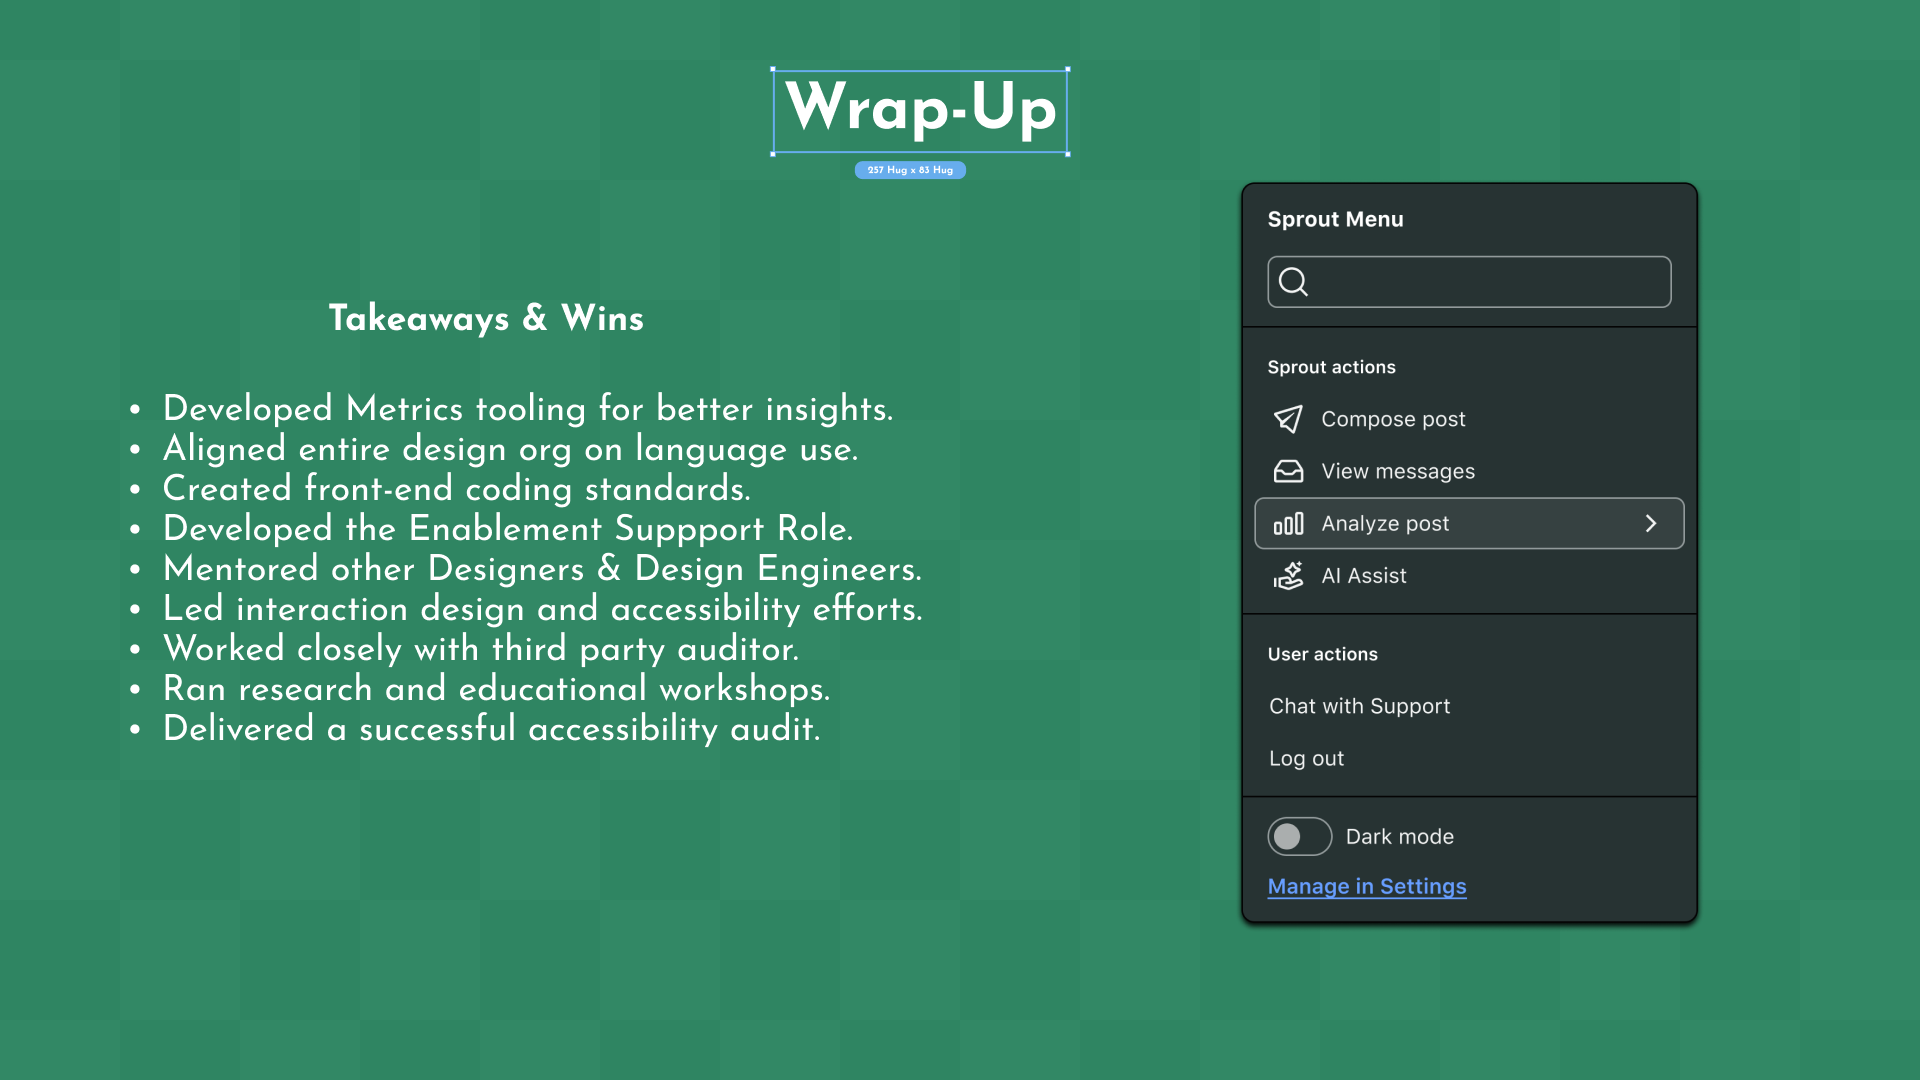 Wrap-Up
257 Hug x 83 Hug
Takeaways & Wins
• Developed Metrics tooling for better insights.
• Aligned entire design org on language use.
• Created front-end coding standards.
• Developed the Enablement Suppport Role.
• Mentored other Designers & Design Engineers.
• Led interaction design and accessibility efforts.
• Worked closely with third party auditor.
• Ran research and educational workshops.
• Delivered a successful accessibility audit.
Sprout Menu
Sprout actions
Compose post
View messages
Analyze post
AI Assist
User actions
Chat with Support
Log out
Dark mode
Manage in Settings